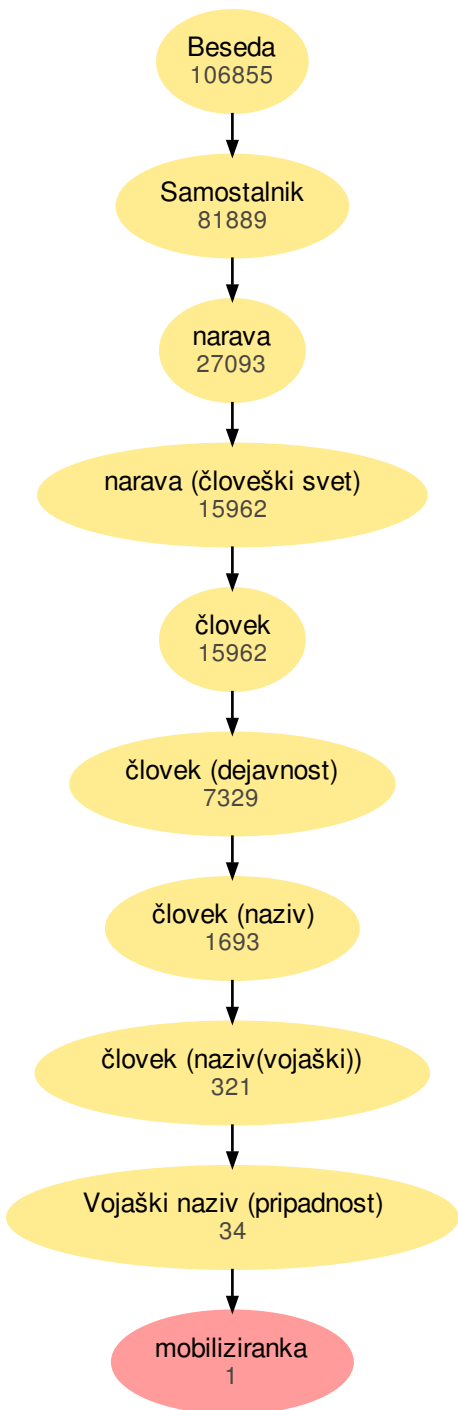 Beseda
106855
Samostalnik
81889
narava
27093
narava (človeški svet)
15962
človek
15962
človek (dejavnost)
7329
človek (naziv)
1693
človek (naziv(vojaški))
321
Vojaški naziv (pripadnost)
34
mobiliziranka
1